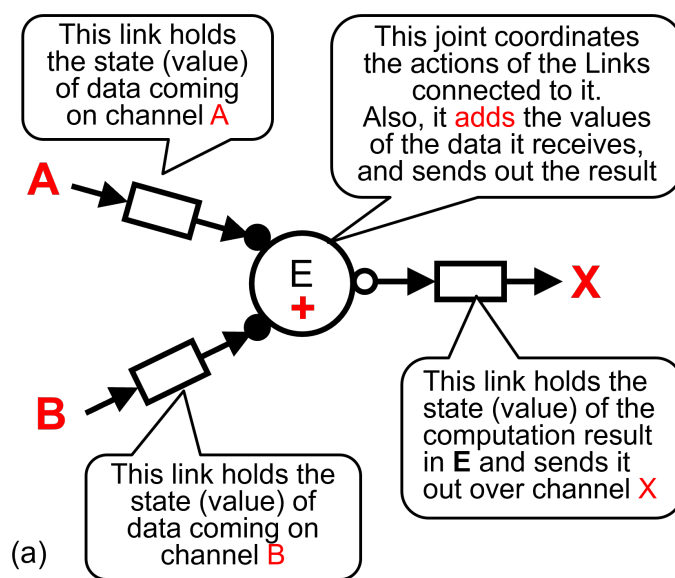 This link holds
the state (value)
of data coming
on channel A
This joint coordinates
the actions of the Links
connected to it.
Also, it adds the values
of the data it receives,
and sends out the result
A
E
+
X
B
This link holds the
state (value) of the
computation result
in E and sends it
out over channel X
This link holds the
state (value) of
data coming on
channel B
(a)